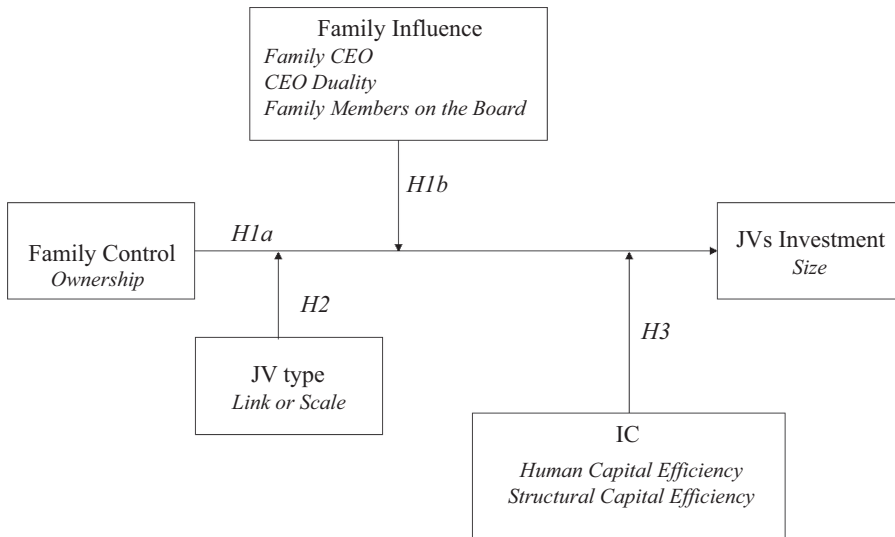 Family Influence
Family CEO
CEO Duality
Family Members on the Board
H1b
Family Control
Ownership
H1a
JVs Investment
Size
H2
H3
JV type
Link or Scale
IC
Human Capital Efficiency
Structural Capital Efficiency